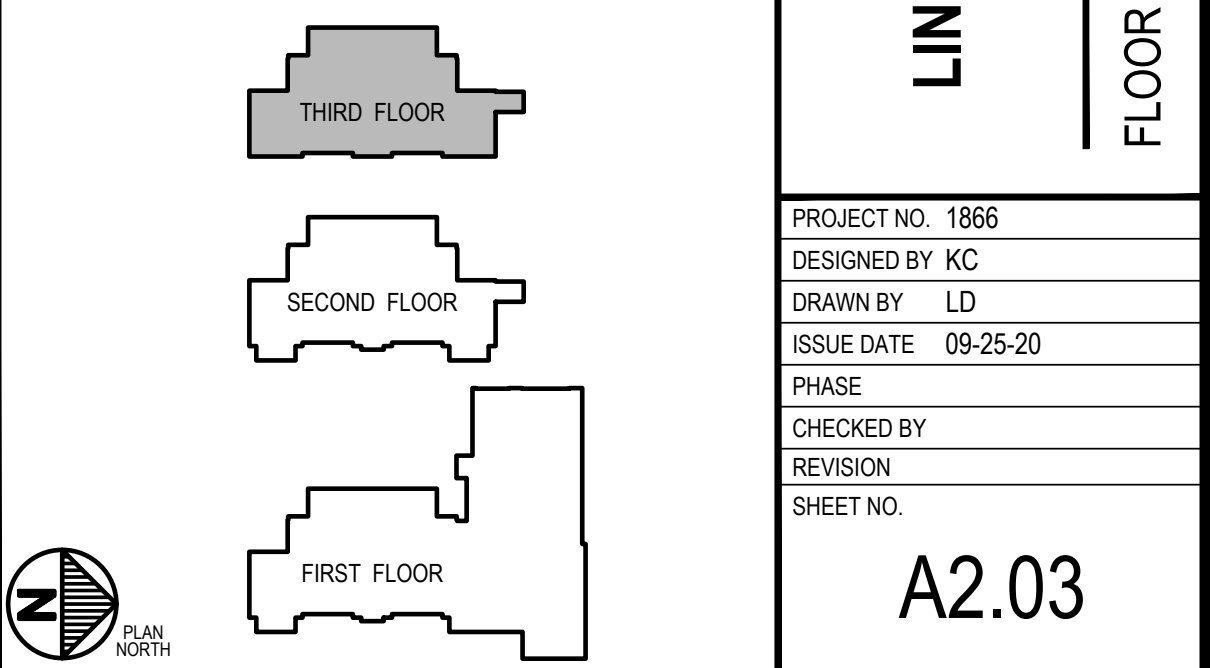 THIRD FLOOR
SECOND FLOOR
FIRST FLOOR
N
PLAN
NORTH
LIN
FLOOR
PROJECT NO. 1866
DESIGNED BY KC
DRAWN BY LD
ISSUE DATE 09-25-20
PHASE
CHECKED BY
REVISION
SHEET NO.
A2.03